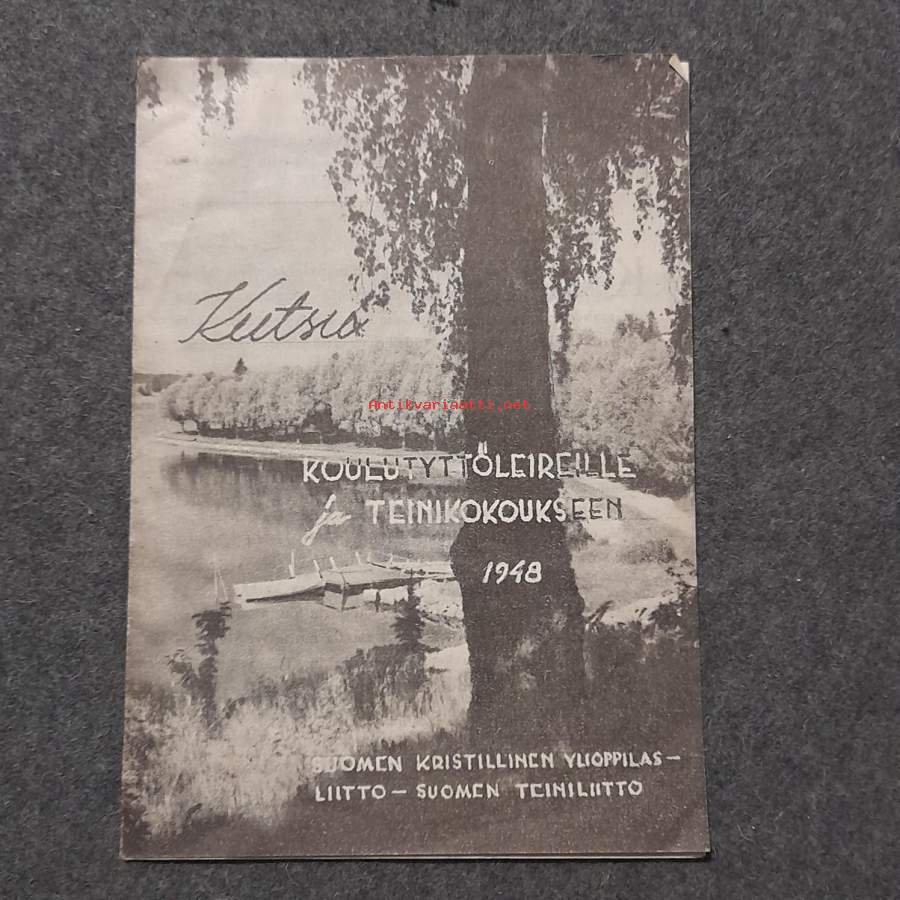 Kutsu
Antikvariaatti.net
KOULUTYTTÖLEIREILLE
ja TEINIKOKOUKSEEN
1948
SUOMEN KRISTILLINEN YLIOPPILAS-
LIITTO - SUOMEN TEINILIITTO